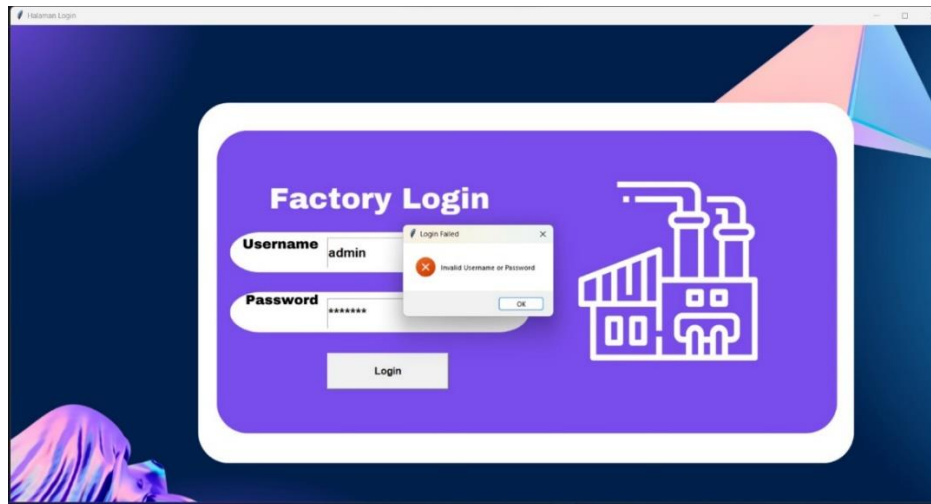 Halaman Login
Factory Login
Username
admin
Login Failed
Invalid Username or Password
OK
Password
*******
Login